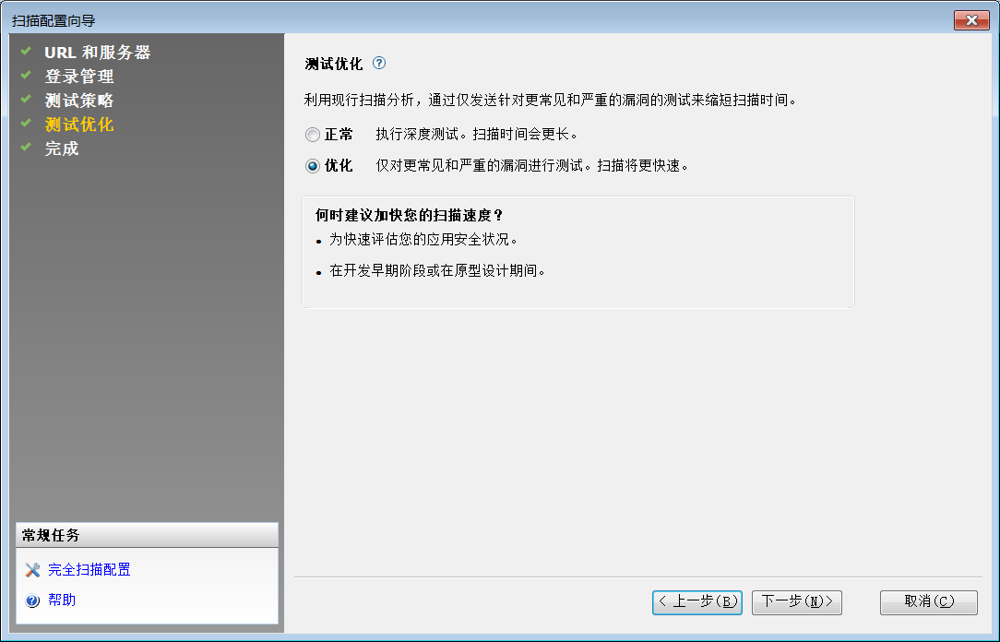 扫描配置向导
URL 和服务器
登录管理
测试策略
测试优化
完成
测试优化 ?
利用现行扫描分析，通过仅发送针对更常见和严重的漏洞的测试来缩短扫描时间。
正常 执行深度测试。扫描时间会更长。
优化 仅对更常见和严重的漏洞进行测试。扫描将更快速。
何时建议加快您的扫描速度？
• 为快速评估您的应用安全状况。
• 在开发早期阶段或在原型设计期间。
常规任务
完全扫描配置
帮助
< 上一步(B) 下一步(N)> 取消(C)